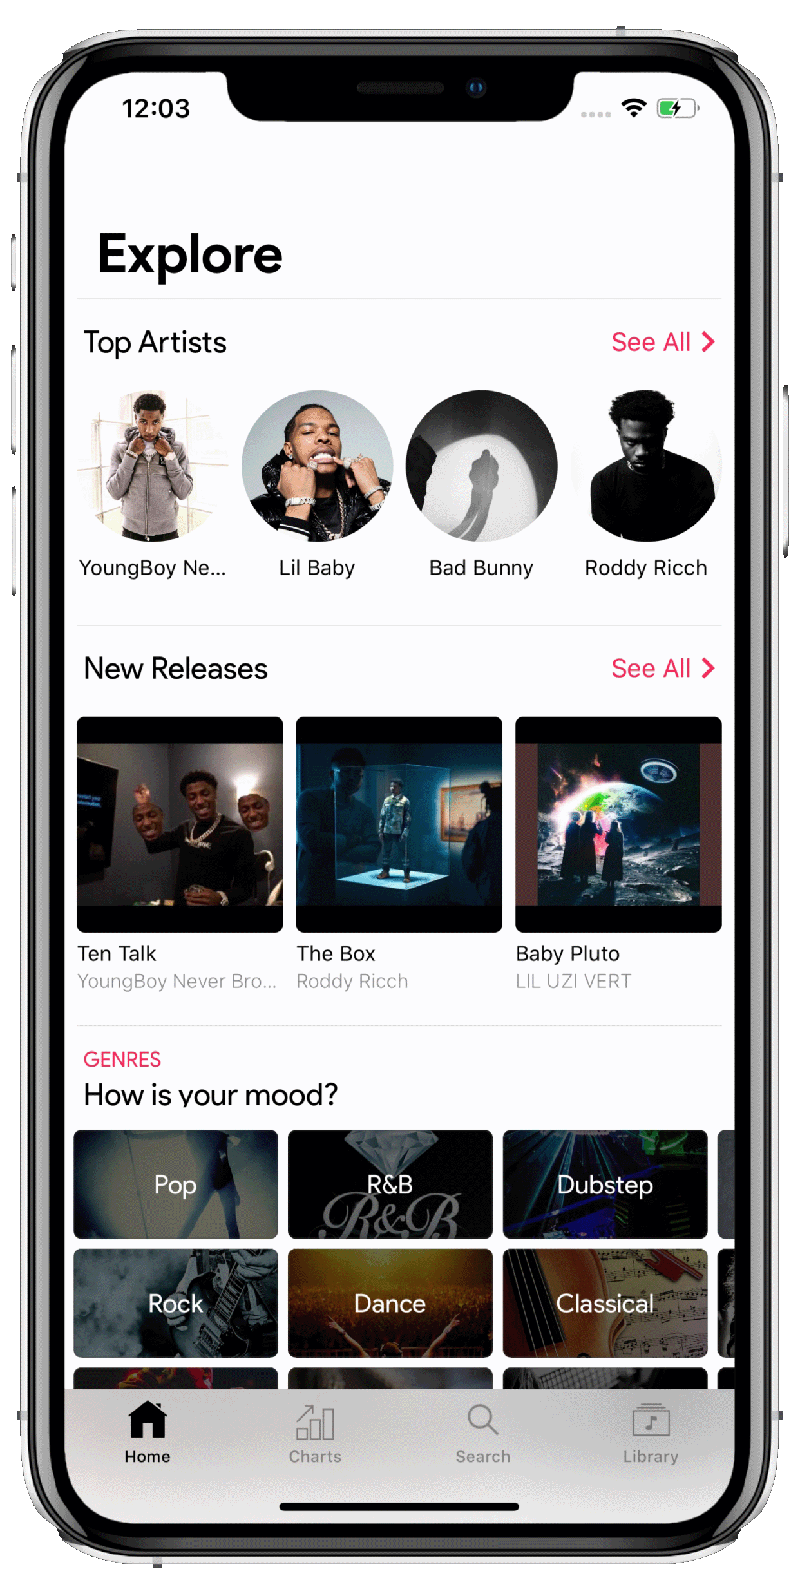 12:03
Explore
Top Artists
See All
YoungBoy Ne...
Lil Baby
Bad Bunny
Roddy Ricch
New Releases
See All
Ten Talk
YoungBoy Never Bro...
The Box
Roddy Ricch
Baby Pluto
LIL UZI VERT
GENRES
How is your mood?
Pop
R&B
R&B
Dubstep
Rock
Dance
Classical
Home
Charts
Search
Library